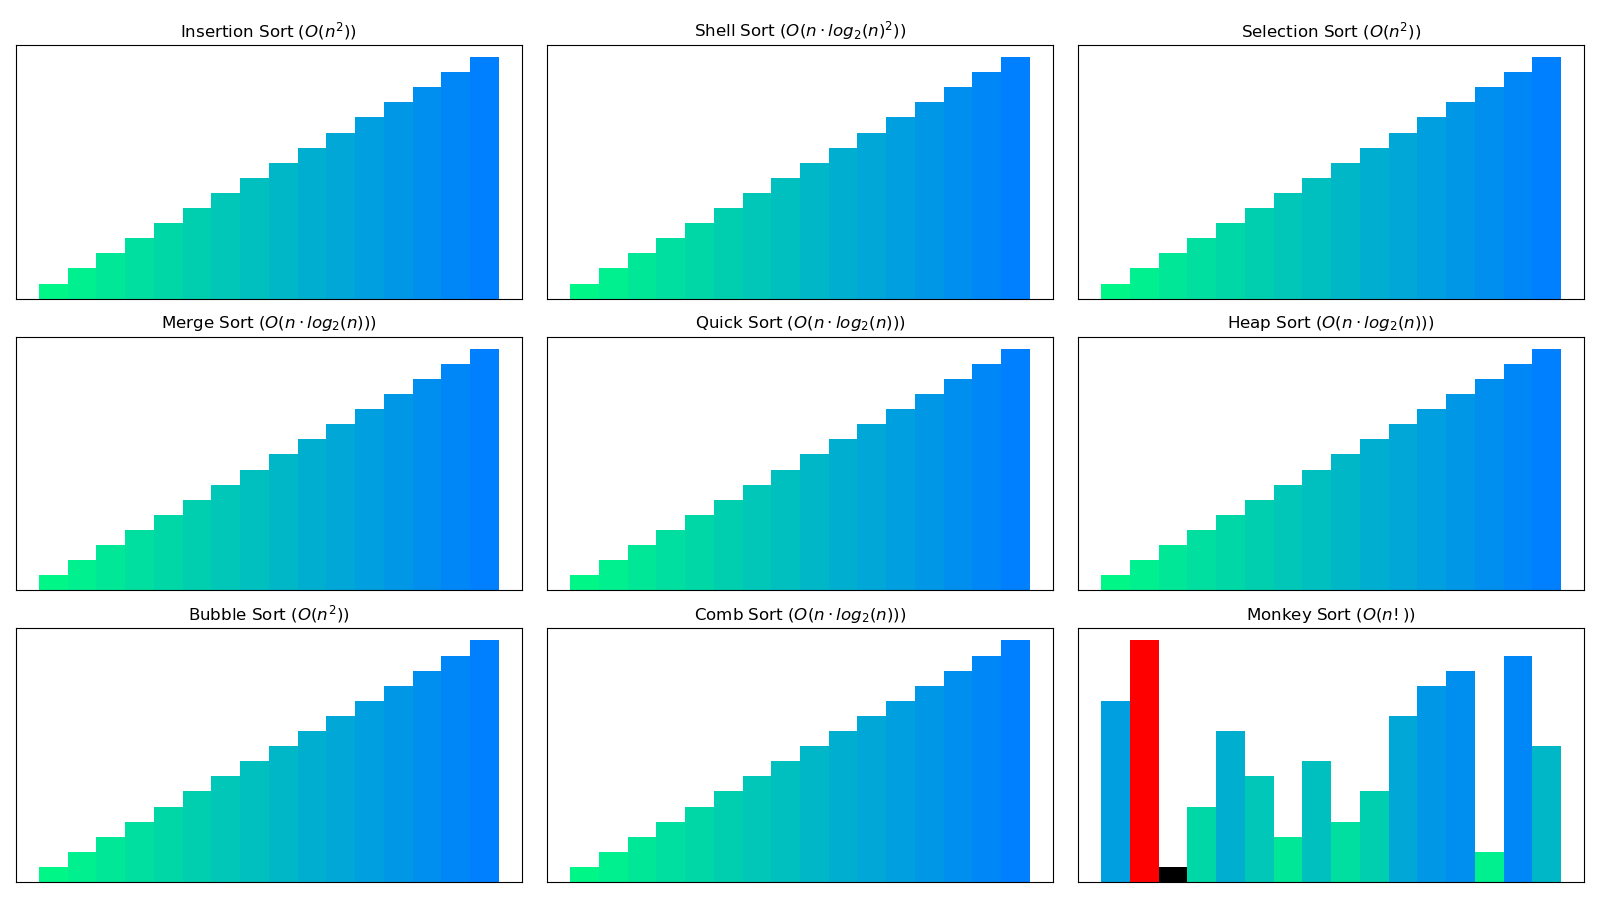 Insertion Sort (O(n²))
Shell Sort (O(n · log₂(n)²))
Selection Sort (O(n²))
Merge Sort (O(n · log₂(n)))
Quick Sort (O(n · log₂(n)))
Heap Sort (O(n · log₂(n)))
Bubble Sort (O(n²))
Comb Sort (O(n · log₂(n)))
Monkey Sort (O(n!))